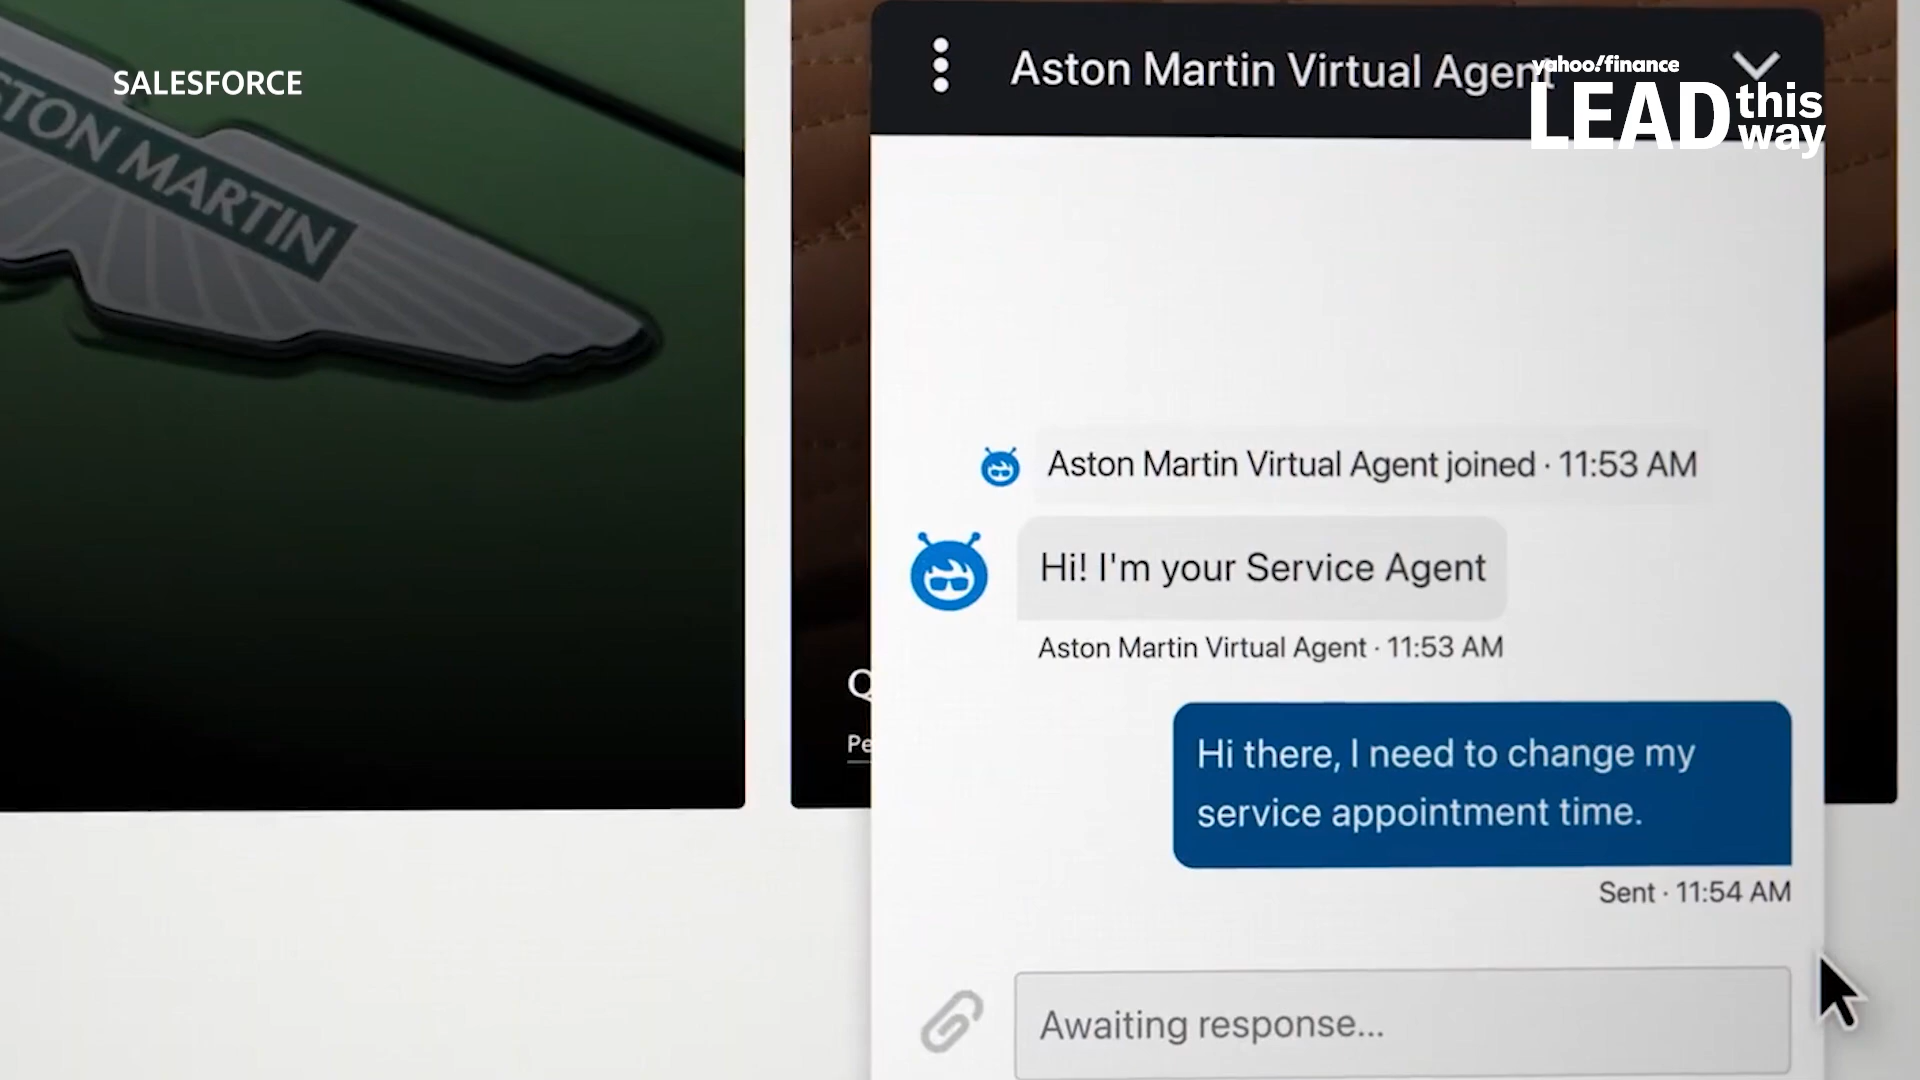 SALESFORCE
STON MARTIN
Aston Martin Virtual Agent
yahoo!finance
LEAD this way
Aston Martin Virtual Agent joined · 11:53 AM
Hi! I'm your Service Agent
Aston Martin Virtual Agent · 11:53 AM
Hi there, I need to change my
service appointment time.
Sent · 11:54 AM
Awaiting response...